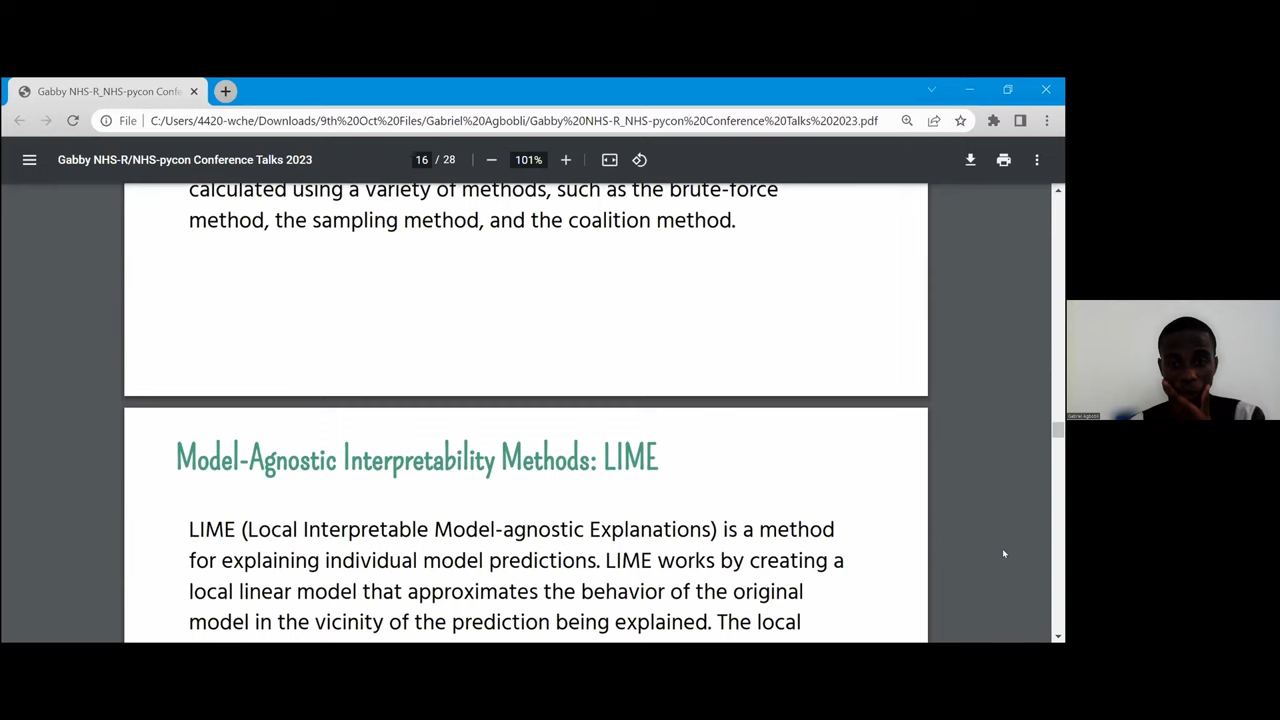 Gabby NHS-R_NHS-pycon Confe
File C:/Users/4420-wche/Downloads/9th%20Oct%20Files/Gabriel%20Agbobli/Gabby%20NHS-R_NHS-pycon%20Conference%20Talks%202023.pdf
Gabby NHS-R/NHS-pycon Conference Talks 2023 16 / 28 101%
calculated using a variety of methods, such as the brute-force
method, the sampling method, and the coalition method.
Gabriel Agbobli
Model-Agnostic Interpretability Methods: LIME
LIME (Local Interpretable Model-agnostic Explanations) is a method
for explaining individual model predictions. LIME works by creating a
local linear model that approximates the behavior of the original
model in the vicinity of the prediction being explained. The local